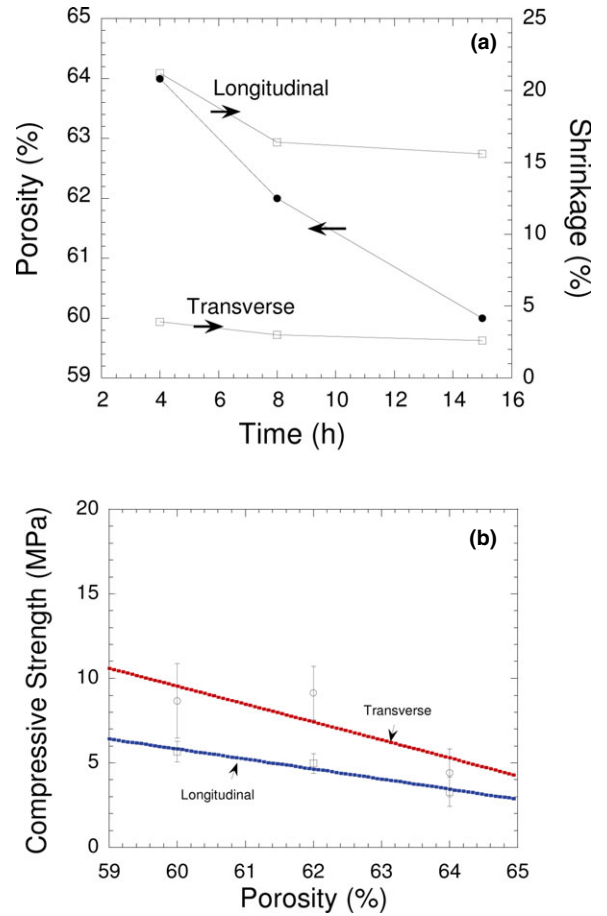 (a)
65
64
63
62
61
60
59
25
20
15
10
5
0
Longitudinal
Transverse
Porosity (%)
Shrinkage (%)
2 4 6 8 10 12 14 16
Time (h)
(b)
20
15
10
5
0
Transverse
Longitudinal
Compressive Strength (MPa)
59 60 61 62 63 64 65
Porosity (%)